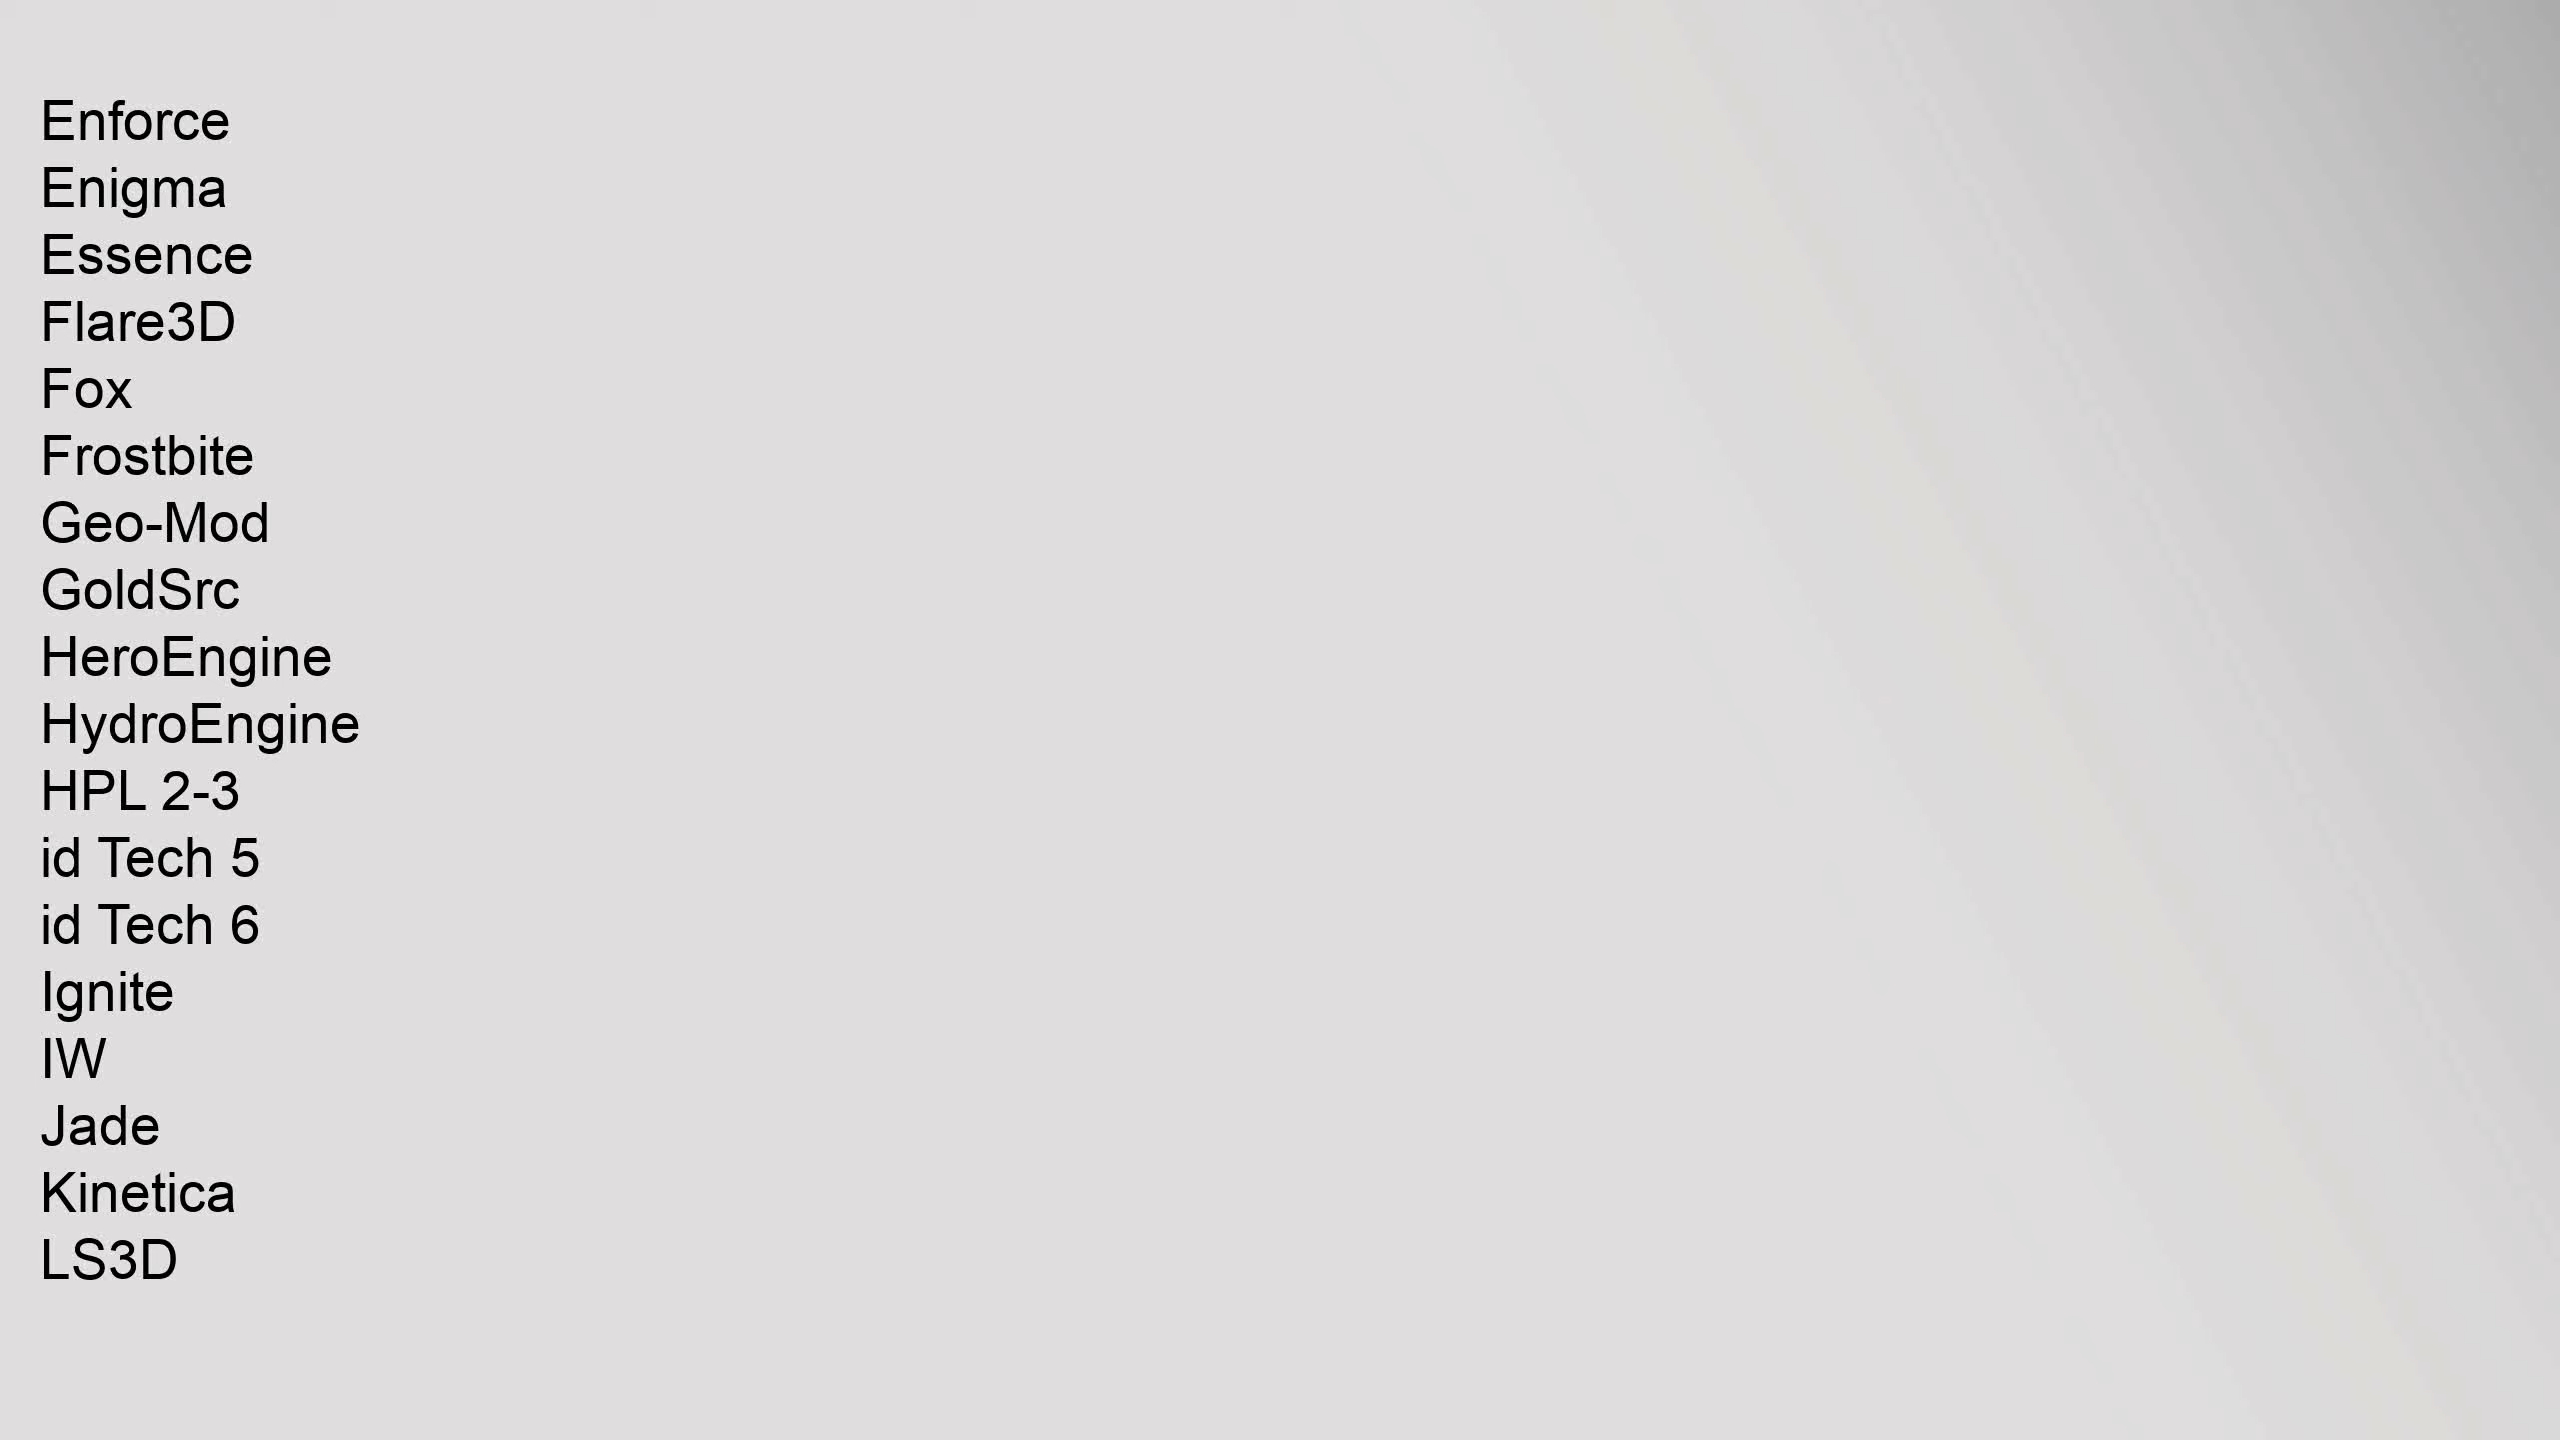 Enforce
Enigma
Essence
Flare3D
Fox
Frostbite
Geo-Mod
GoldSrc
HeroEngine
HydroEngine
HPL 2-3
id Tech 5
id Tech 6
Ignite
IW
Jade
Kinetica
LS3D